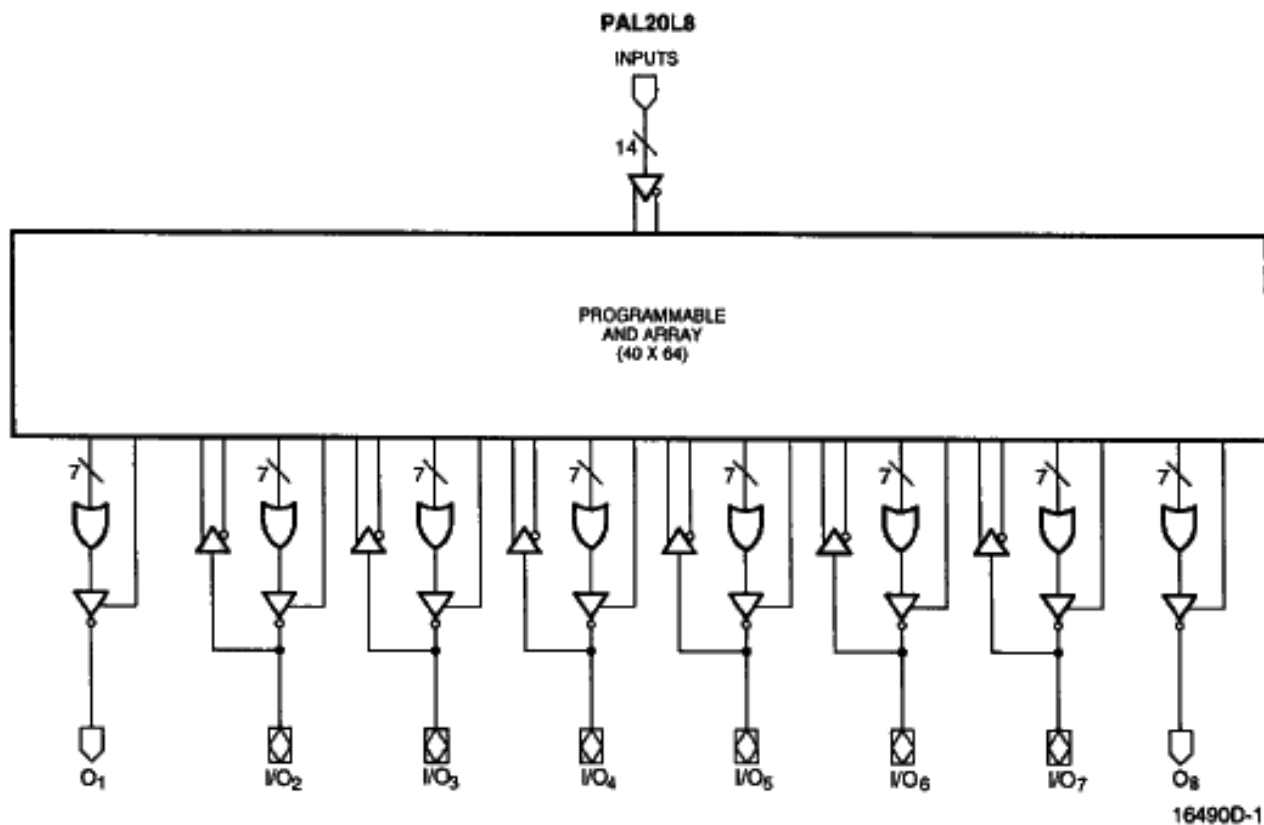 PAL20L8
INPUTS
14
PROGRAMMABLE
AND ARRAY
(40 X 64)
7 7 7 7 7 7 7 7
O1 I/O2 I/O3 I/O4 I/O5 I/O6 I/O7 O8
16490D-1